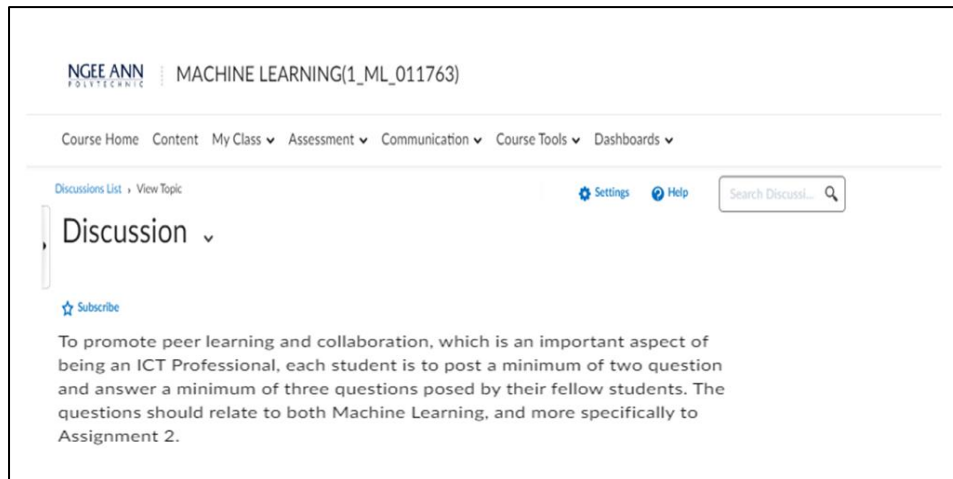 NGEE ANN
POLYTECHNIC
MACHINE LEARNING(1_ML_011763)
Course Home Content My Class Assessment Communication Course Tools Dashboards
Discussions List › View Topic
Settings Help Search Discussi...
Discussion
Subscribe
To promote peer learning and collaboration, which is an important aspect of
being an ICT Professional, each student is to post a minimum of two question
and answer a minimum of three questions posed by their fellow students. The
questions should relate to both Machine Learning, and more specifically to
Assignment 2.